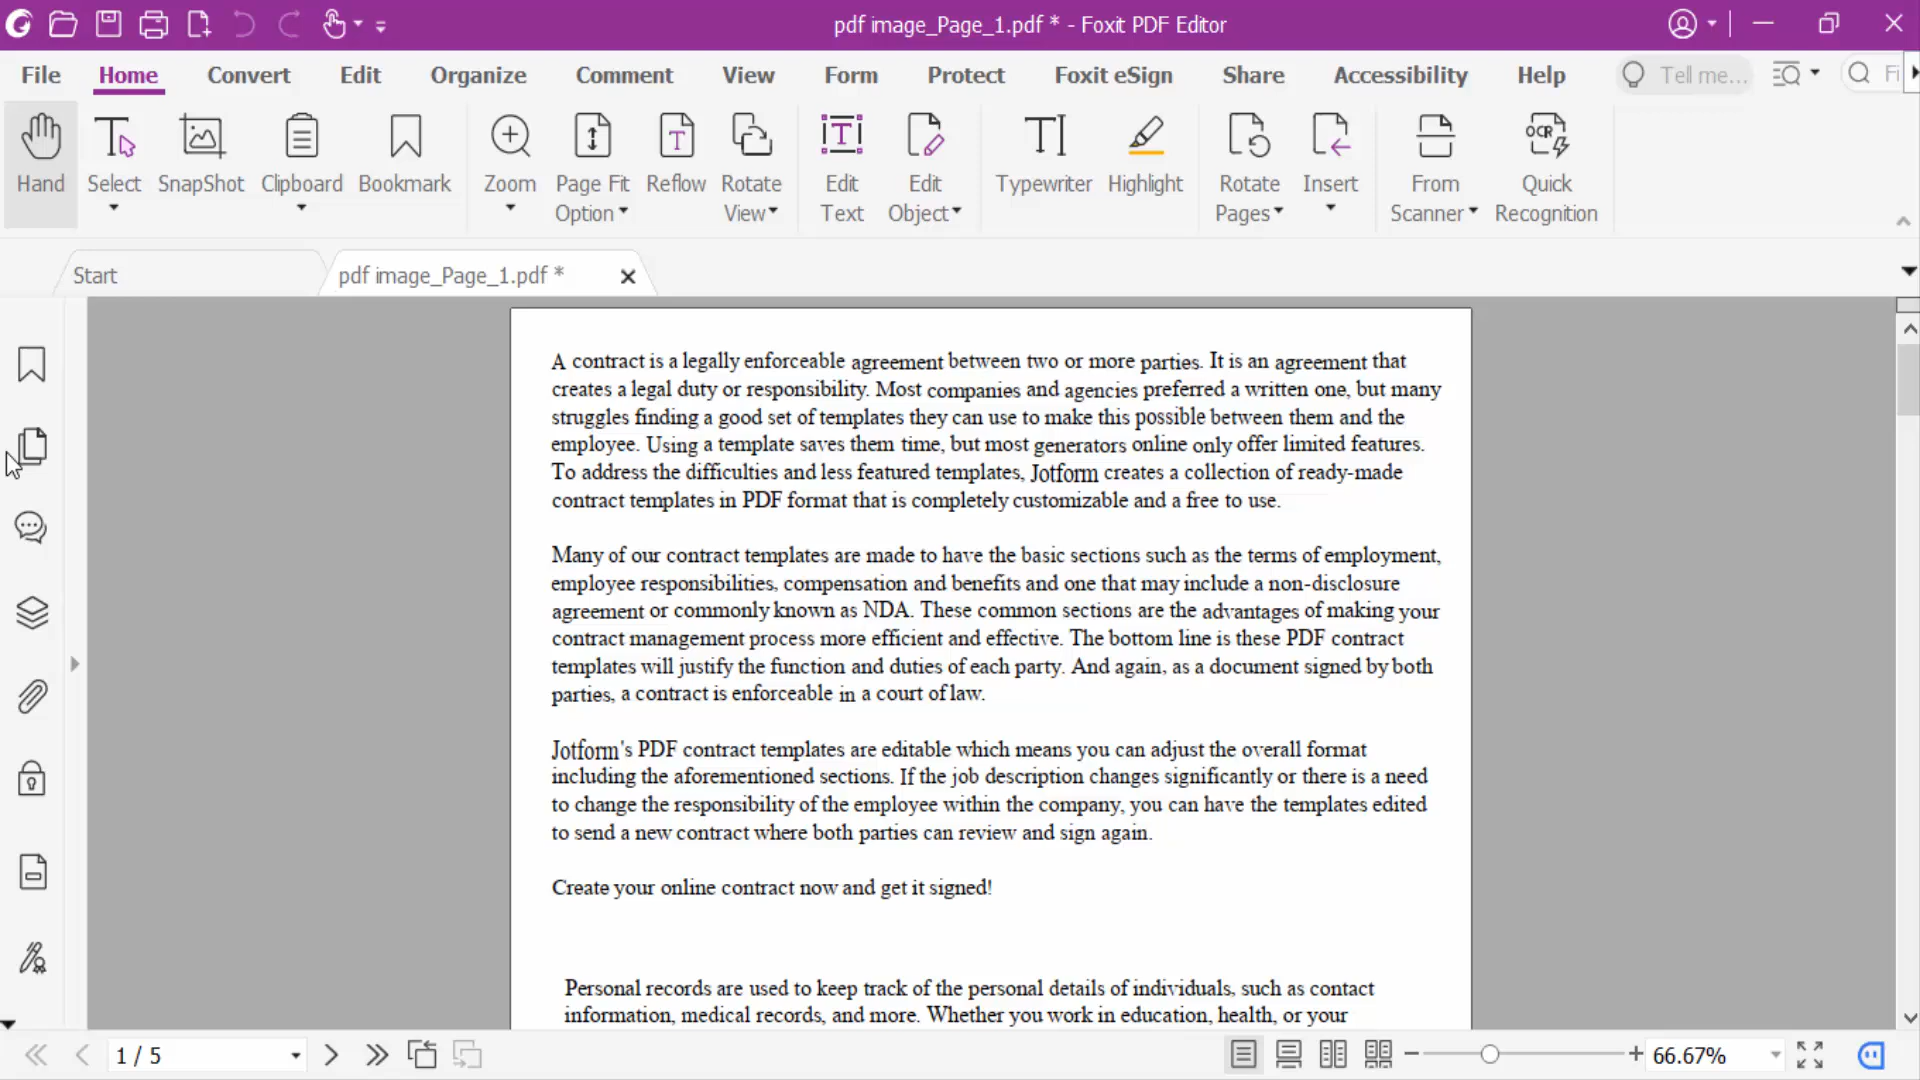 pdf image_Page_1.pdf * - Foxit PDF Editor
File Home Convert Edit Organize Comment View Form Protect Foxit eSign Share Accessibility Help Tell me... Fi
Hand Select SnapShot Clipboard Bookmark Zoom Page Fit Option Reflow Rotate View Edit Text Edit Object Typewriter Highlight Rotate Pages Insert From Scanner OCR Quick Recognition
Start pdf image_Page_1.pdf *
A contract is a legally enforceable agreement between two or more parties. It is an agreement that
creates a legal duty or responsibility. Most companies and agencies preferred a written one, but many
struggles finding a good set of templates they can use to make this possible between them and the
employee. Using a template saves them time, but most generators online only offer limited features.
To address the difficulties and less featured templates, Jotform creates a collection of ready-made
contract templates in PDF format that is completely customizable and a free to use.
Many of our contract templates are made to have the basic sections such as the terms of employment,
employee responsibilities, compensation and benefits and one that may include a non-disclosure
agreement or commonly known as NDA. These common sections are the advantages of making your
contract management process more efficient and effective. The bottom line is these PDF contract
templates will justify the function and duties of each party. And again, as a document signed by both
parties, a contract is enforceable in a court of law.
Jotform's PDF contract templates are editable which means you can adjust the overall format
including the aforementioned sections. If the job description changes significantly or there is a need
to change the responsibility of the employee within the company, you can have the templates edited
to send a new contract where both parties can review and sign again.
Create your online contract now and get it signed!
Personal records are used to keep track of the personal details of individuals, such as contact
information, medical records, and more. Whether you work in education, health, or your
1 / 5 66.67%